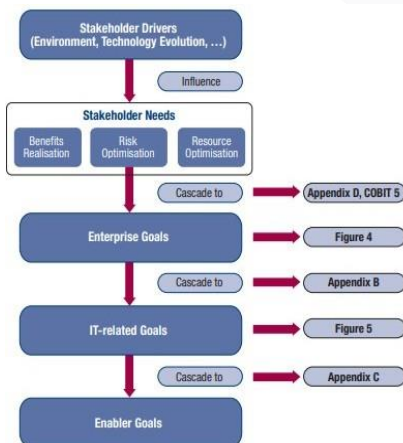 Stakeholder Drivers
(Environment, Technology Evolution, …)
Influence
Stakeholder Needs
Benefits
Realisation
Risk
Optimisation
Resource
Optimisation
Cascade to
Appendix D, COBIT 5
Enterprise Goals
Figure 4
Cascade to
Appendix B
IT-related Goals
Figure 5
Cascade to
Appendix C
Enabler Goals